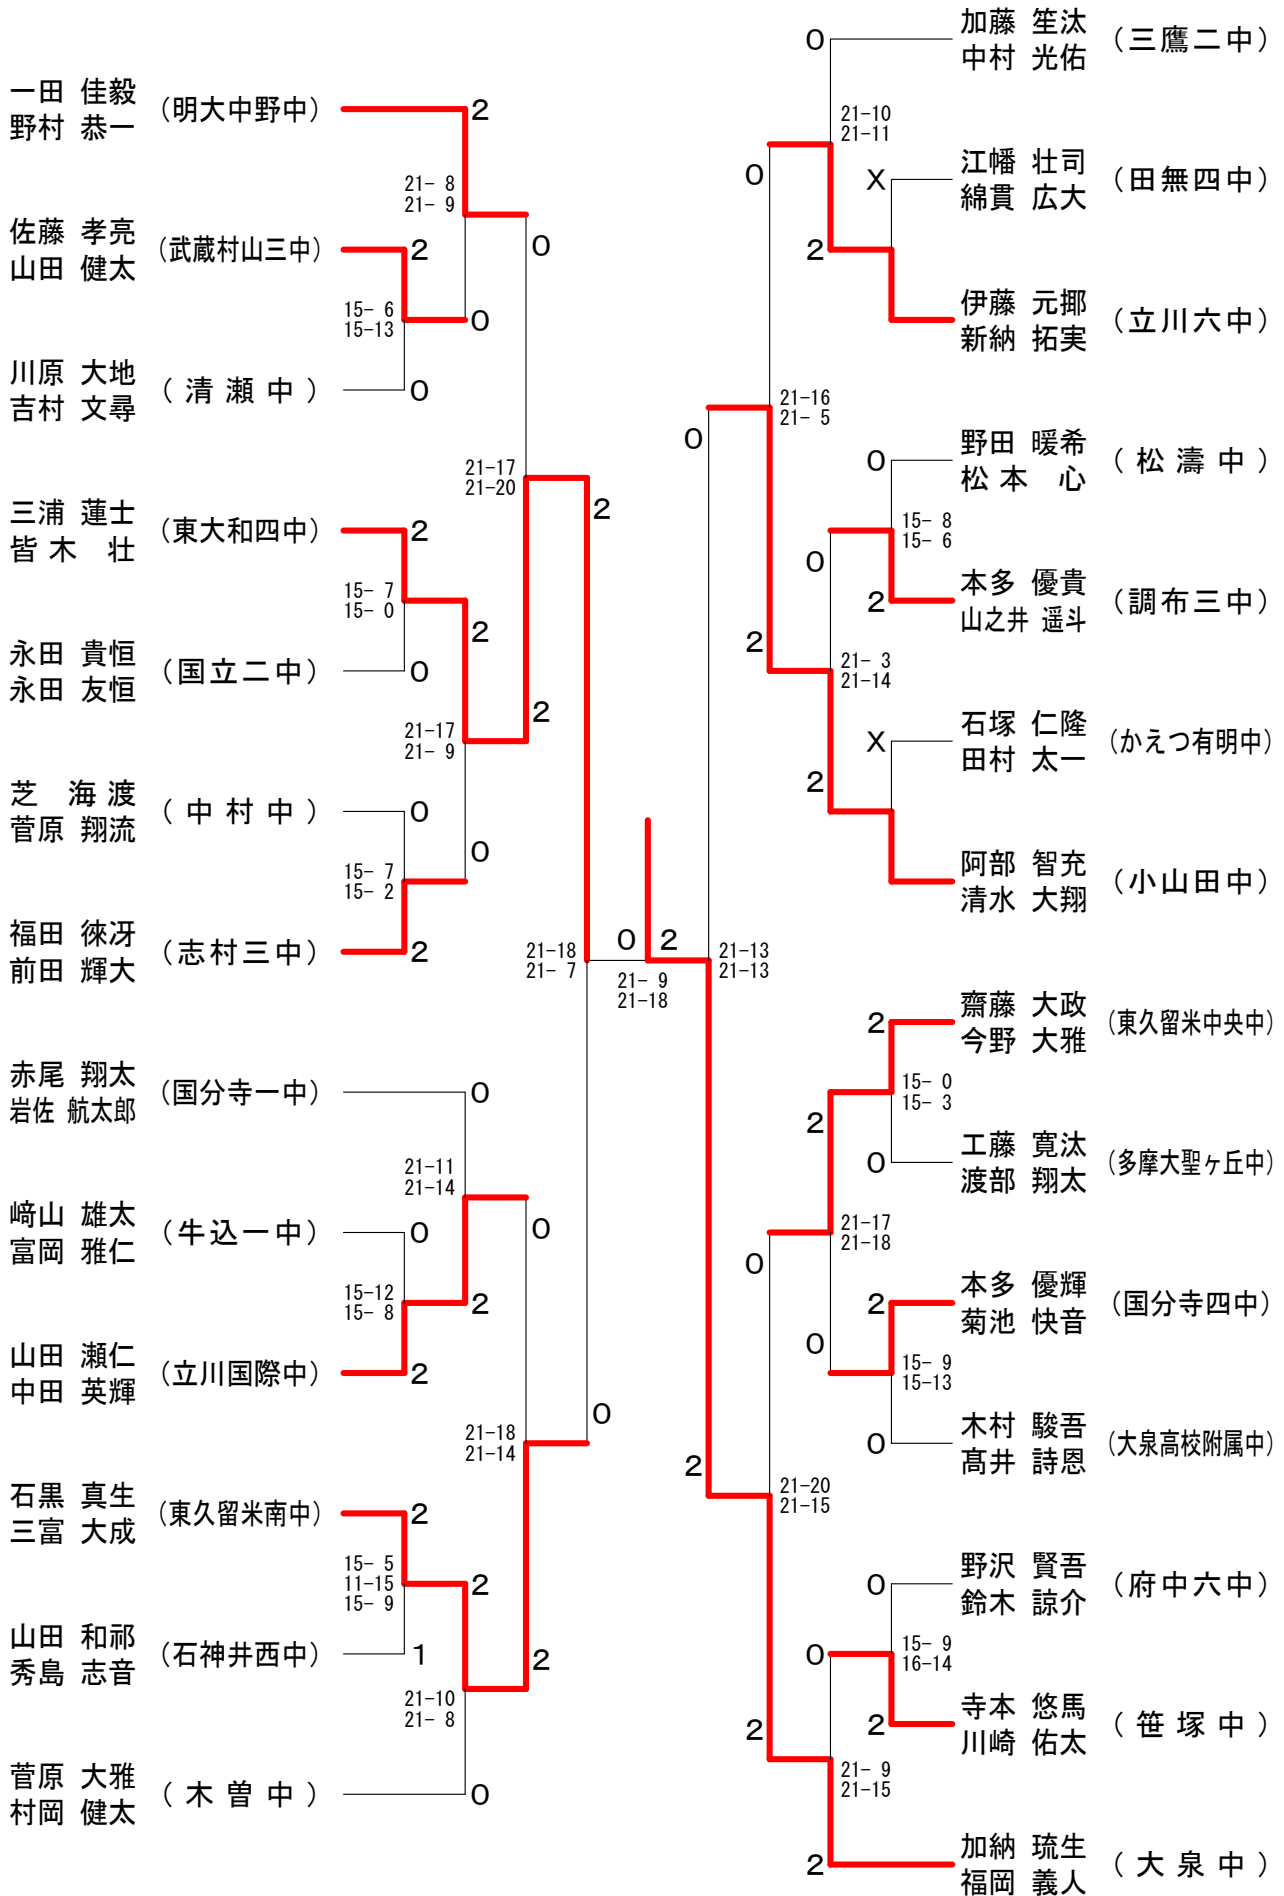 一田 佳毅
野村 恭一
(明大中野中)
2
21- 8
21- 9
0
佐藤 孝亮
山田 健太
(武蔵村山三中)
2
15- 6
15-13
0
川原 大地
吉村 文尋
(清瀬中)
0
21-17
21-20
2
三浦 蓮士
皆木 壮
(東大和四中)
2
15- 7
15- 0
2
永田 貴恒
永田 友恒
(国立二中)
0
2
21-17
21- 9
芝 海渡
菅原 翔流
(中村中)
0
15- 7
15- 2
0
福田 徠冴
前田 輝大
(志村三中)
2
21-18
21- 7
0
2
21- 9
21-18
赤尾 翔太
岩佐 航太郎
(国分寺一中)
0
21-11
21-14
0
﨑山 雄太
富岡 雅仁
(牛込一中)
0
15-12
15- 8
2
山田 瀬仁
中田 英輝
(立川国際中)
2
21-18
21-14
0
石黒 真生
三富 大成
(東久留米南中)
2
15- 5
11-15
15- 9
2
山田 和祁
秀島 志音
(石神井西中)
1
2
21-10
21- 8
菅原 大雅
村岡 健太
(木曽中)
0
0
加藤 笙汰
中村 光佑
(三鷹二中)
21-10
21-11
0
X
江幡 壮司
綿貫 広大
(田無四中)
2
伊藤 元挪
新納 拓実
(立川六中)
21-16
21- 5
0
0
野田 暖希
松本 心
(松濤中)
15- 8
15- 6
0
2
本多 優貴
山之井 遥斗
(調布三中)
2
21- 3
21-14
X
石塚 仁隆
田村 太一
(かえつ有明中)
2
阿部 智充
清水 大翔
(小山田中)
21-13
21-13
2
齋藤 大政
今野 大雅
(東久留米中央中)
15- 0
15- 3
2
0
工藤 寛汰
渡部 翔太
(多摩大聖ヶ丘中)
21-17
21-18
0
2
本多 優輝
菊池 快音
(国分寺四中)
0
15- 9
15-13
0
木村 駿吾
髙井 詩恩
(大泉高校附属中)
2
21-20
21-15
0
野沢 賢吾
鈴木 諒介
(府中六中)
15- 9
16-14
0
2
寺本 悠馬
川崎 佑太
(笹塚中)
2
21- 9
21-15
2
加納 琉生
福岡 義人
(大泉中)